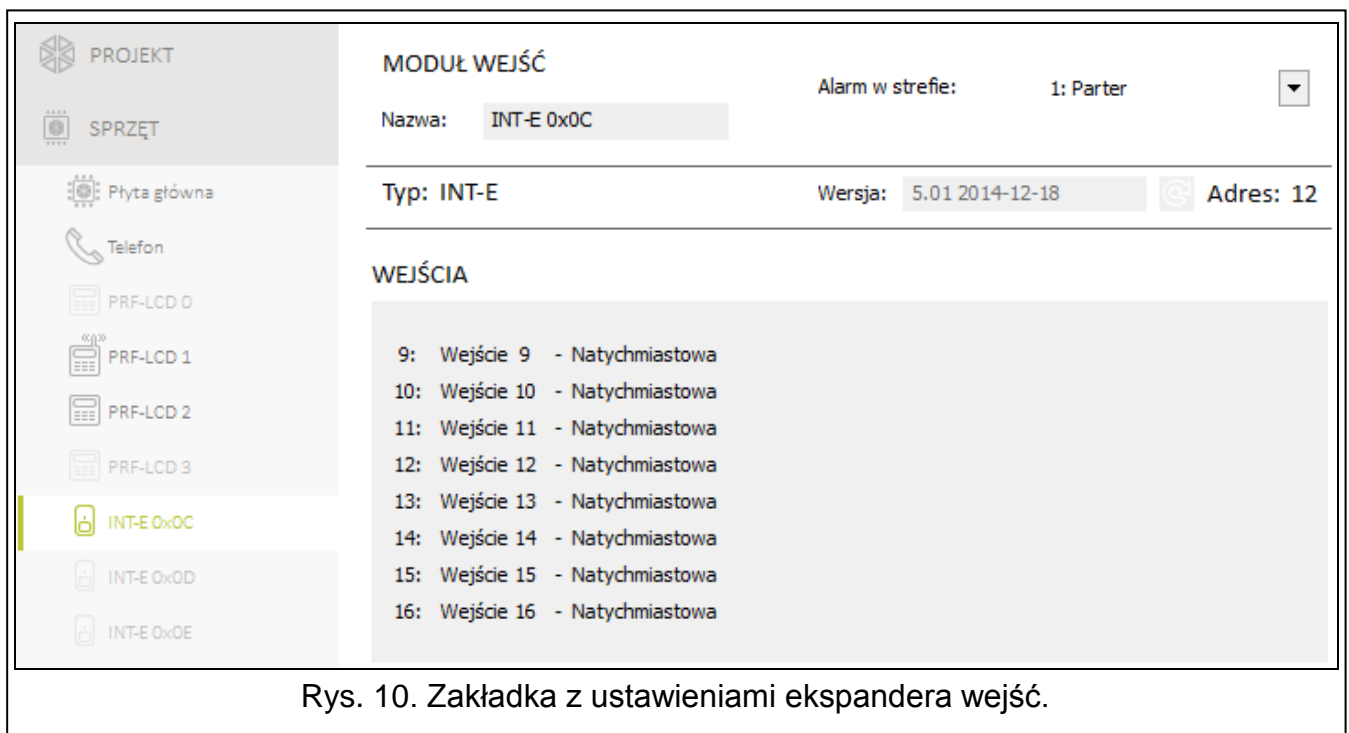 PROJEKT
SPRZĘT
Płyta główna
Telefon
PRF-LCD 0
PRF-LCD 1
PRF-LCD 2
PRF-LCD 3
INT-E 0x0C
INT-E 0x0D
INT-E 0x0E
MODUŁ WEJŚĆ
Nazwa: INT-E 0x0C
Alarm w strefie: 1: Parter
Typ: INT-E Wersja: 5.01 2014-12-18 Adres: 12
WEJŚCIA
9: Wejście 9 - Natychmiastowa
10: Wejście 10 - Natychmiastowa
11: Wejście 11 - Natychmiastowa
12: Wejście 12 - Natychmiastowa
13: Wejście 13 - Natychmiastowa
14: Wejście 14 - Natychmiastowa
15: Wejście 15 - Natychmiastowa
16: Wejście 16 - Natychmiastowa
Rys. 10. Zakładka z ustawieniami ekspandera wejść.